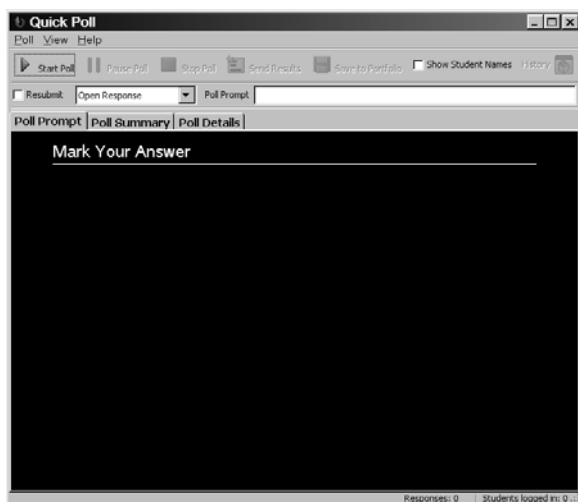 Quick Poll
Poll View Help
Start Poll Pause Poll Stop Poll Send Results Save to Portfolio Show Student Names History
Resubmit Open Response Poll Prompt
Poll Prompt Poll Summary Poll Details
Mark Your Answer
Responses: 0 Students logged in: 0